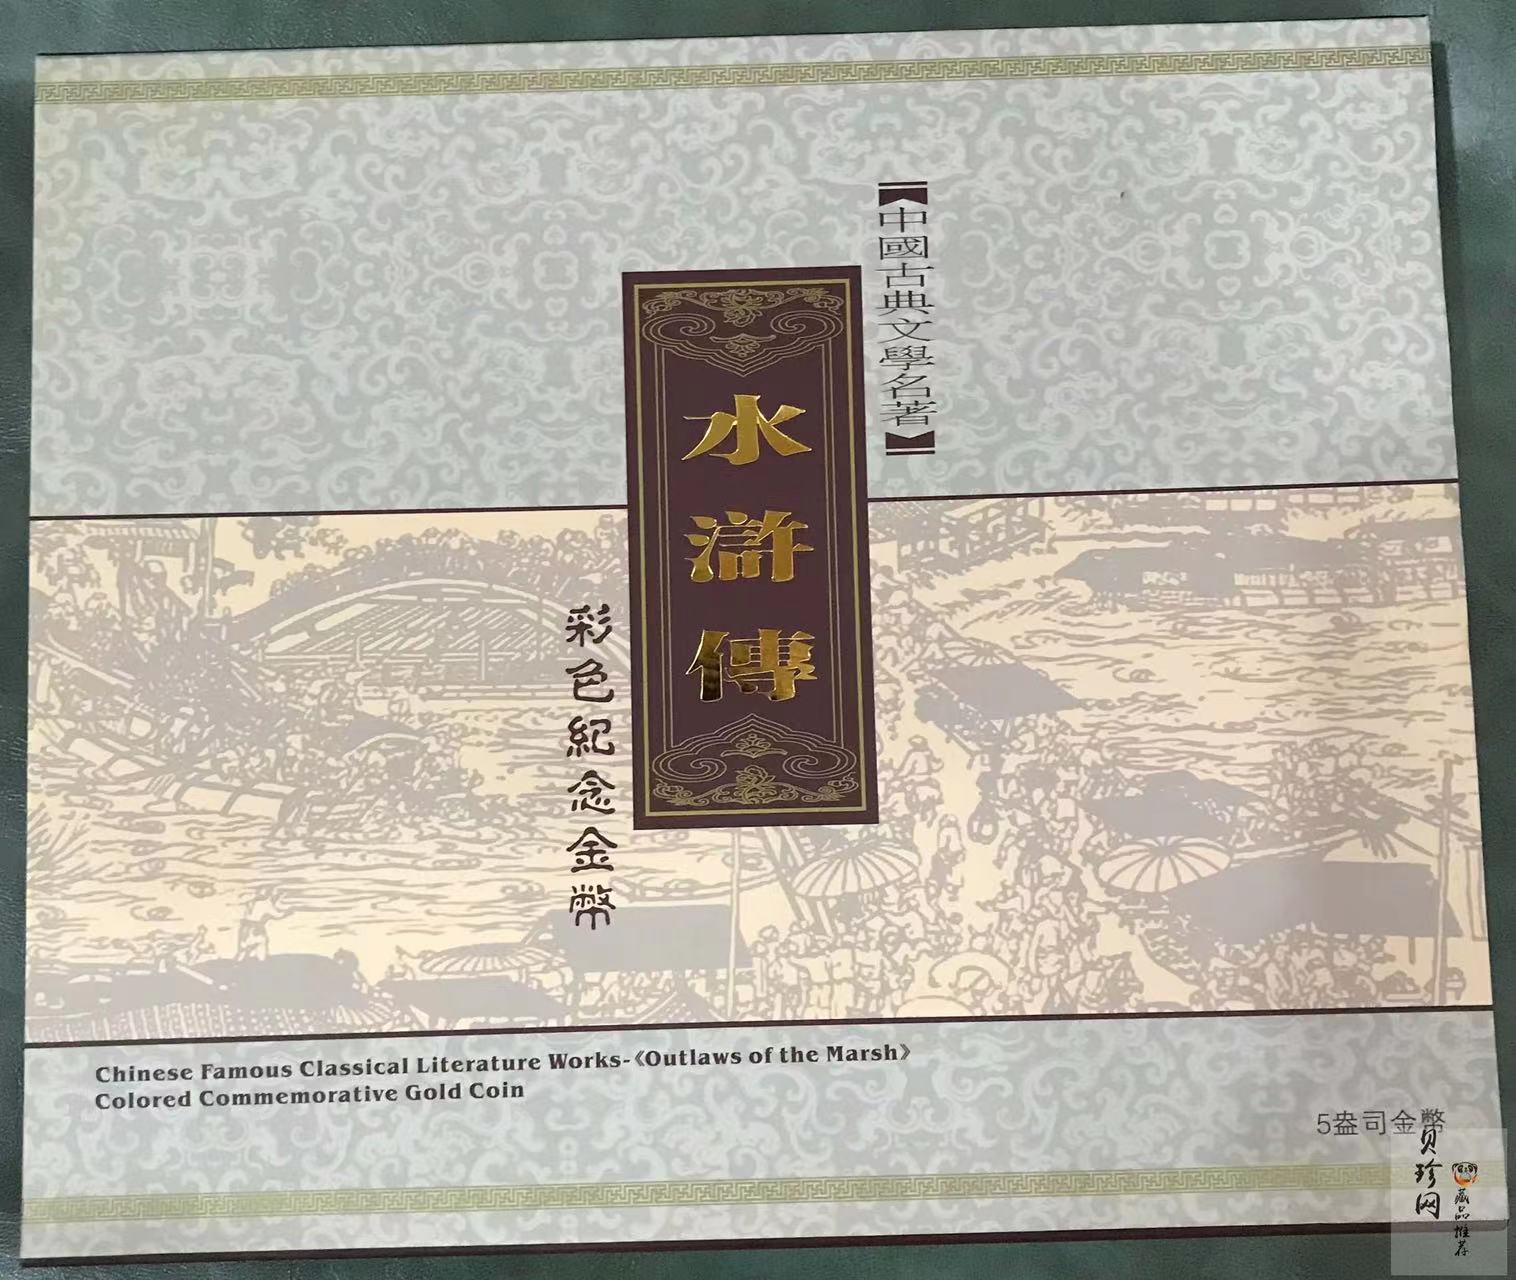 【中國古典文學名著】
水滸傳
彩色紀念金幣
Chinese Famous Classical Literature Works-《Outlaws of the Marsh》
Colored Commemorative Gold Coin
5盎司金幣
贝珍网
藏品推荐